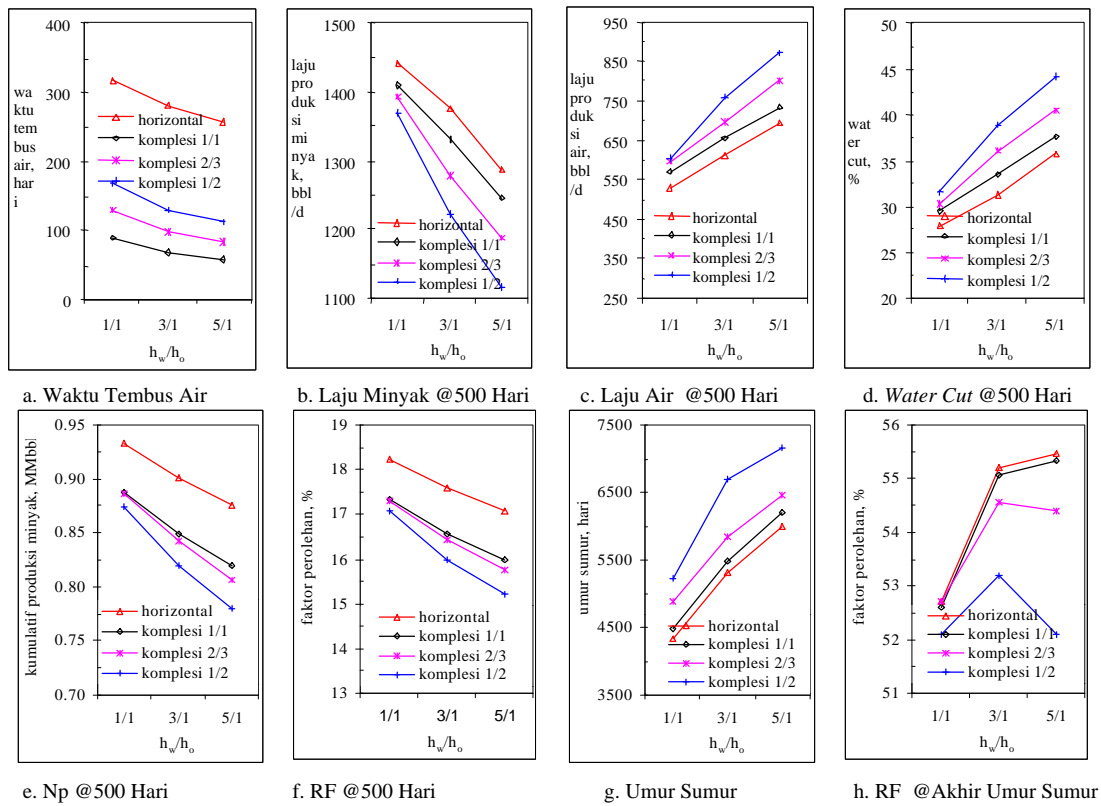 400
300
200
100
0
wa
ktu
tem
bus
air,
har
i
horizontal
komplesi 1/1
komplesi 2/3
komplesi 1/2
1/1 3/1 5/1
hw/ho
a. Waktu Tembus Air
1500
1400
1300
1200
1100
laju
pro
duk
si
mi
nya
k,
bbl
/d
horizontal
komplesi 1/1
komplesi 2/3
komplesi 1/2
1/1 3/1 5/1
hw/ho
b. Laju Minyak @500 Hari
950
850
750
650
550
450
350
250
laju
pro
duk
si
air,
bbl
/d
horizontal
komplesi 1/1
komplesi 2/3
komplesi 1/2
1/1 3/1 5/1
hw/ho
c. Laju Air @500 Hari
50
45
40
35
30
25
20
wat
er
cut,
%
horizontal
komplesi 1/1
komplesi 2/3
komplesi 1/2
1/1 3/1 5/1
hw/ho
d. Water Cut @500 Hari
0.95
0.90
0.85
0.80
0.75
0.70
kumulatif produksi minyak, MMbbl
horizontal
komplesi 1/1
komplesi 2/3
komplesi 1/2
1/1 3/1 5/1
hw/ho
e. Np @500 Hari
19
18
17
16
15
14
13
faktor perolehan, %
horizontal
komplesi 1/1
komplesi 2/3
komplesi 1/2
1/1 3/1 5/1
hw/ho
f. RF @500 Hari
7500
6500
5500
4500
3500
umur sumur, hari
horizontal
komplesi 1/1
komplesi 2/3
komplesi 1/2
1/1 3/1 5/1
hw/ho
g. Umur Sumur
56
55
54
53
52
51
faktor perolehan, %
horizontal
komplesi 1/1
komplesi 2/3
komplesi 1/2
1/1 3/1 5/1
hw/ho
h. RF @Akhir Umur Sumur